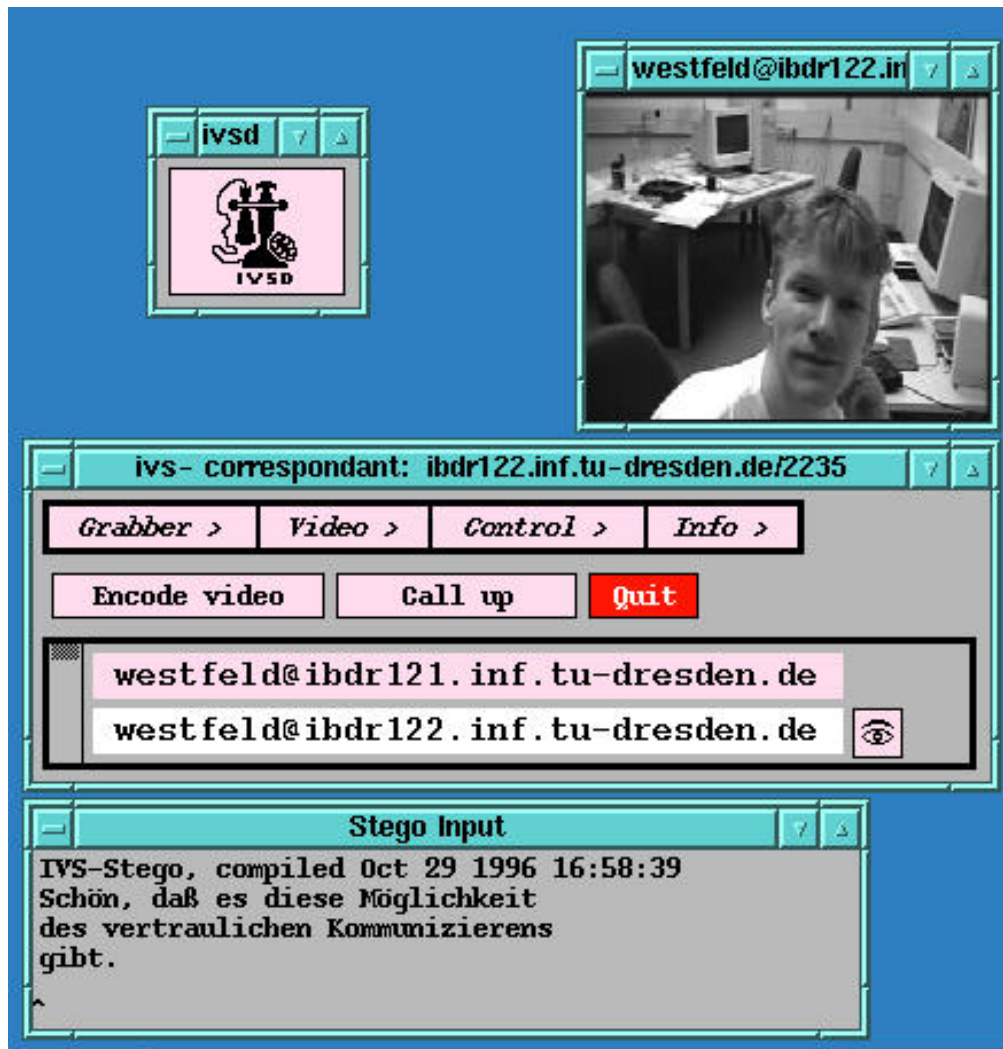 westfeld@ibdr122.in
ivsd
IVSD
ivs- correspondant: ibdr122.inf.tu-dresden.de/2235
Grabber > Video > Control > Info >
Encode video Call up Quit
westfeld@ibdr121.inf.tu-dresden.de
westfeld@ibdr122.inf.tu-dresden.de
Stego Input
IVS-Stego, compiled Oct 29 1996 16:58:39
Schön, daß es diese Möglichkeit
des vertraulichen Kommunizierens
gibt.
^